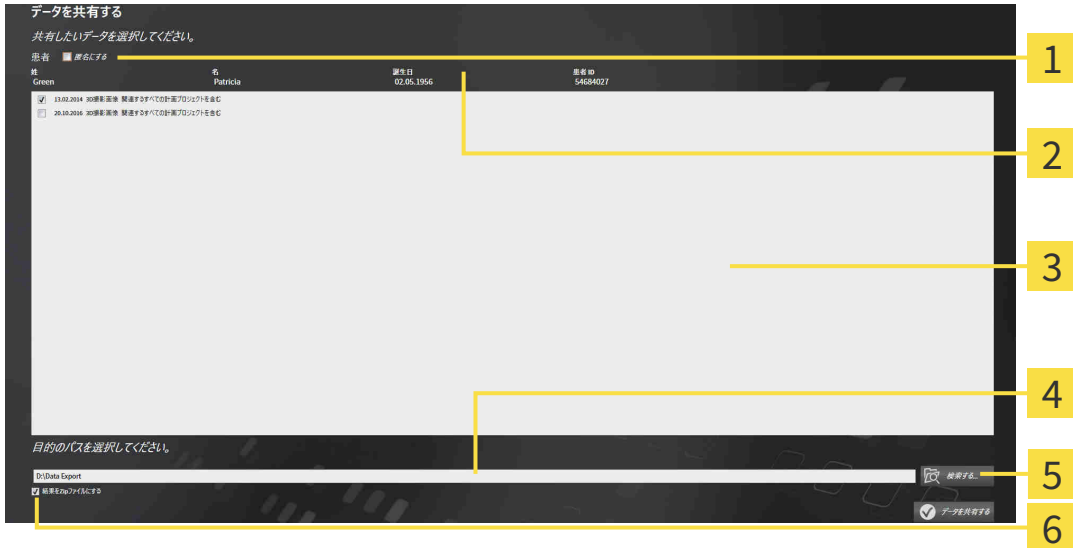 データを共有する
共有したいデータを選択してください。
患者 匿名にする
姓 名 誕生日 患者 ID
Green Patricia 02.05.1956 54684027
13.02.2014 3D撮影画像 関連するすべての計画プロジェクトを含む
20.10.2016 3D撮影画像 関連するすべての計画プロジェクトを含む
目的のパスを選択してください。
D:\Data Export
検索する...
結果をZipファイルにする
データを共有する
1
2
3
4
5
6